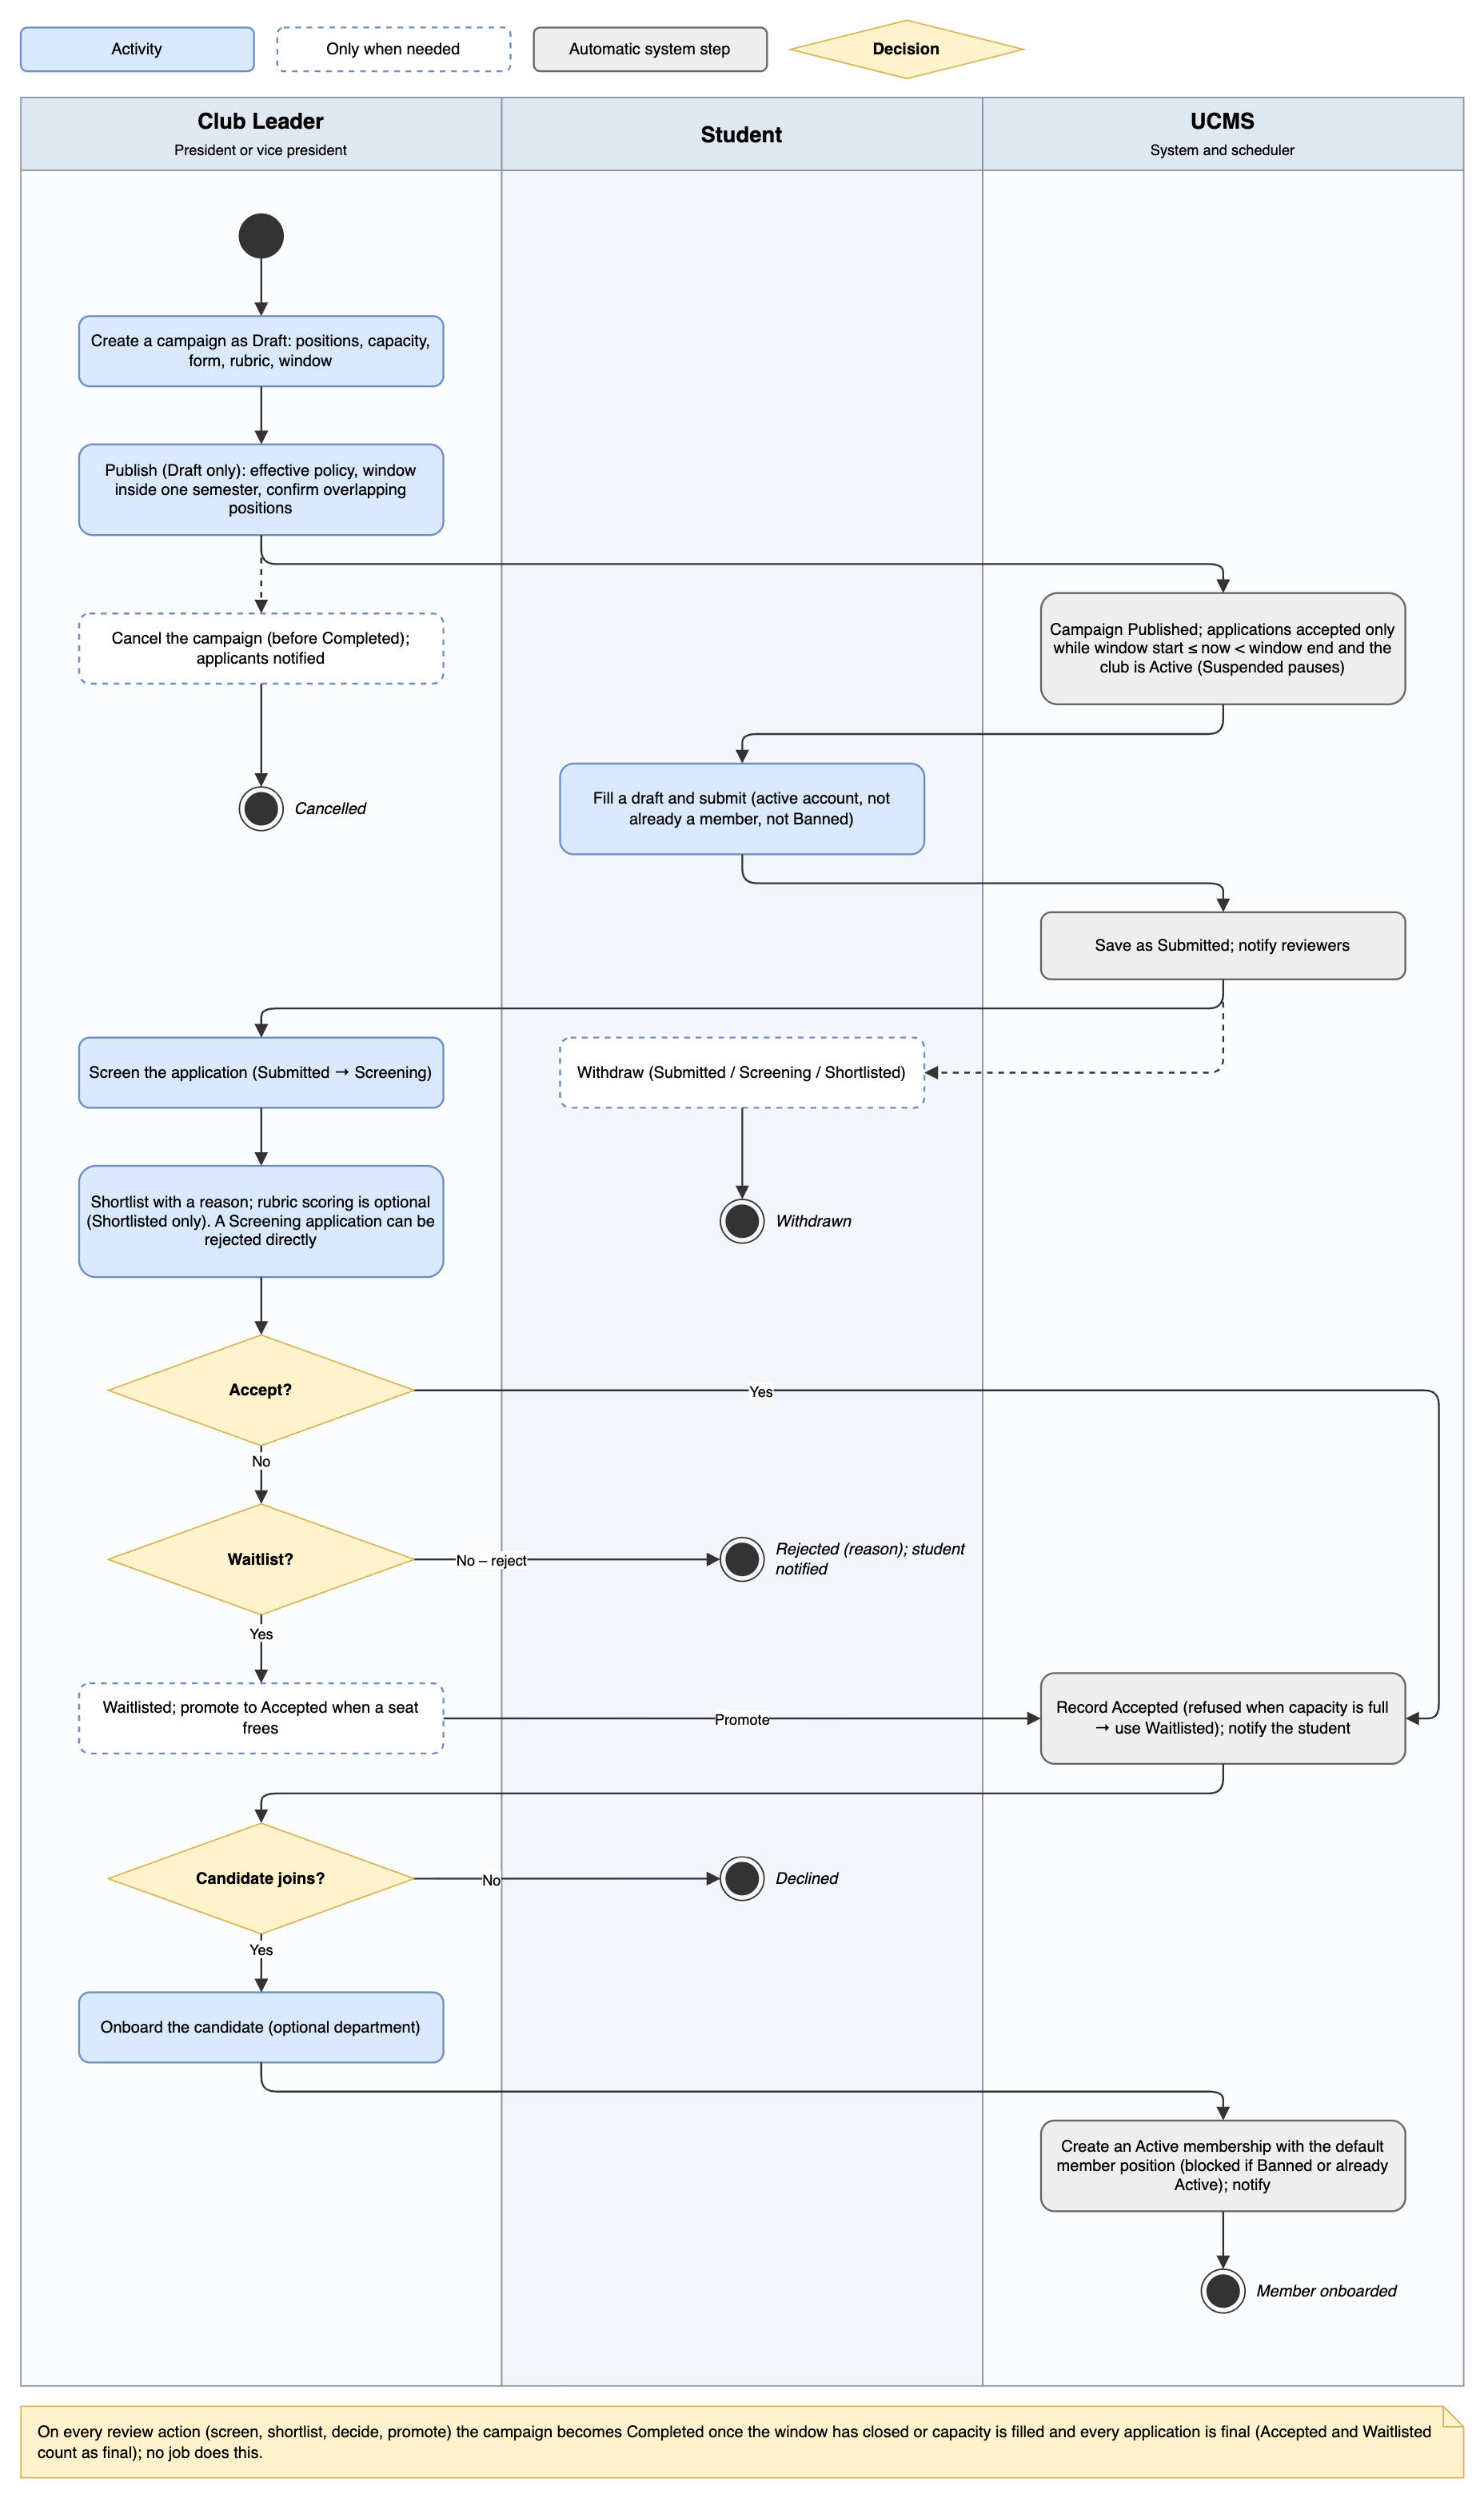 Activity
Only when needed
Automatic system step
Decision
Club Leader
President or vice president
Student
UCMS
System and scheduler
Create a campaign as Draft: positions, capacity,
form, rubric, window
Publish (Draft only): effective policy, window
inside one semester, confirm overlapping
positions
Cancel the campaign (before Completed);
applicants notified
Campaign Published; applications accepted only
while window start ≤ now < window end and the
club is Active (Suspended pauses)
Cancelled
Fill a draft and submit (active account, not
already a member, not Banned)
Save as Submitted; notify reviewers
Screen the application (Submitted → Screening)
Withdraw (Submitted / Screening / Shortlisted)
Shortlist with a reason; rubric scoring is optional
(Shortlisted only). A Screening application can be
rejected directly
Withdrawn
Accept?
Yes
No
Waitlist?
No – reject
Rejected (reason); student
notified
Yes
Waitlisted; promote to Accepted when a seat
frees
Promote
Record Accepted (refused when capacity is full
→ use Waitlisted); notify the student
Candidate joins?
No
Declined
Yes
Onboard the candidate (optional department)
Create an Active membership with the default
member position (blocked if Banned or already
Active); notify
Member onboarded
On every review action (screen, shortlist, decide, promote) the campaign becomes Completed once the window has closed or capacity is filled and every application is final (Accepted and Waitlisted
count as final); no job does this.